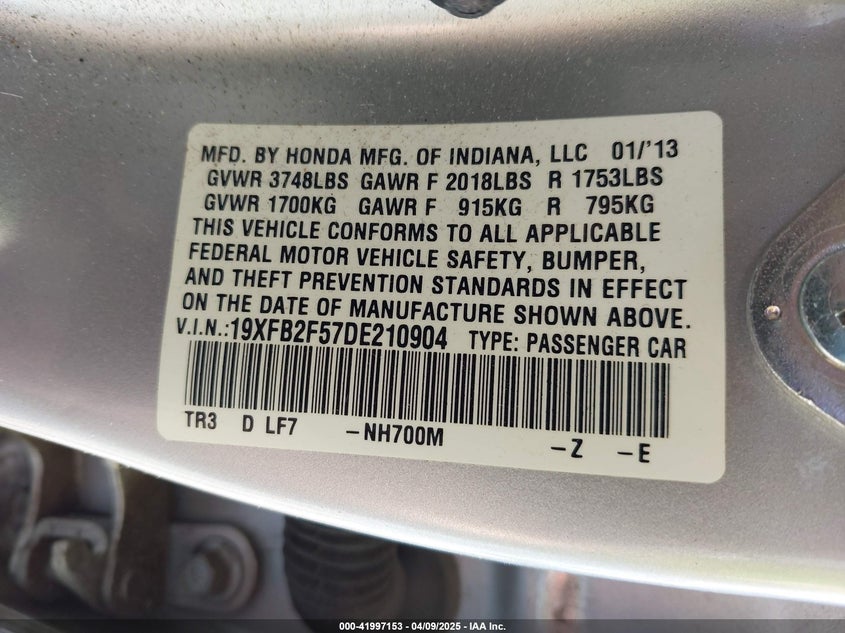 MFD. BY HONDA MFG. OF INDIANA, LLC 01/'13
GVWR 3748LBS GAWR F 2018LBS R 1753LBS
GVWR 1700KG GAWR F 915KG R 795KG
THIS VEHICLE CONFORMS TO ALL APPLICABLE
FEDERAL MOTOR VEHICLE SAFETY, BUMPER,
AND THEFT PREVENTION STANDARDS IN EFFECT
ON THE DATE OF MANUFACTURE SHOWN ABOVE.
V.I.N.:19XFB2F57DE210904 TYPE: PASSENGER CAR
TR3 D LF7 -NH700M -Z -E
000-41997153 | 04/09/2025 - IAA Inc.